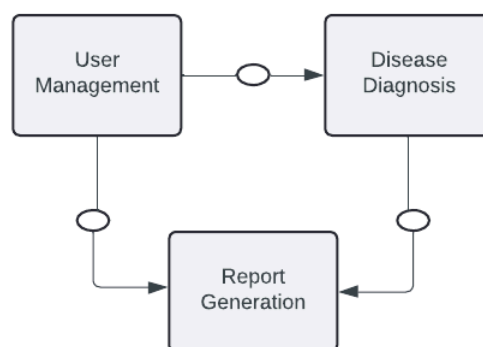 User
Management
Disease
Diagnosis
Report
Generation